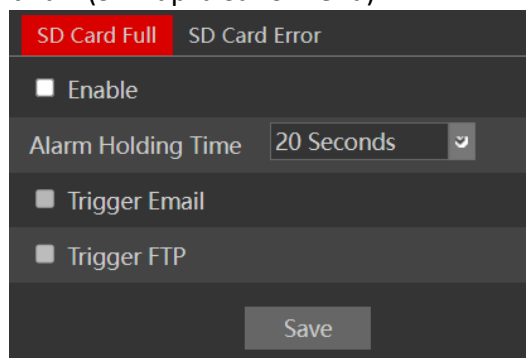 SD Card Full SD Card Error
Enable
Alarm Holding Time 20 Seconds
Trigger Email
Trigger FTP
Save